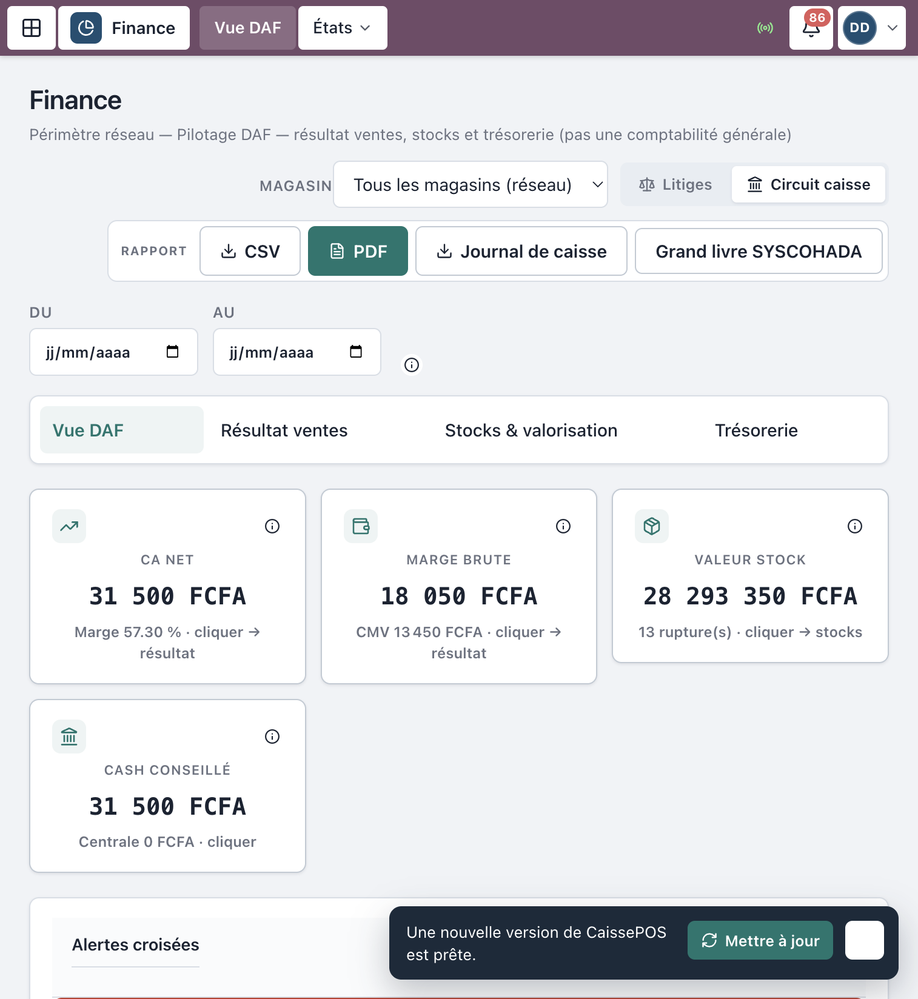 Finance
Vue DAF
États
86
DD
Finance
Périmètre réseau — Pilotage DAF — résultat ventes, stocks et trésorerie (pas une comptabilité générale)
MAGASIN
Tous les magasins (réseau)
Litiges
Circuit caisse
RAPPORT
CSV
PDF
Journal de caisse
Grand livre SYSCOHADA
DU
AU
jj/mm/aaaa
jj/mm/aaaa
Vue DAF
Résultat ventes
Stocks & valorisation
Trésorerie
CA NET
31 500 FCFA
Marge 57.30 % · cliquer →
résultat
MARGE BRUTE
18 050 FCFA
CMV 13 450 FCFA · cliquer →
résultat
VALEUR STOCK
28 293 350 FCFA
13 rupture(s) · cliquer → stocks
CASH CONSEILLÉ
31 500 FCFA
Centrale 0 FCFA · cliquer
Alertes croisées
Une nouvelle version de CaissePOS
est prête.
Mettre à jour